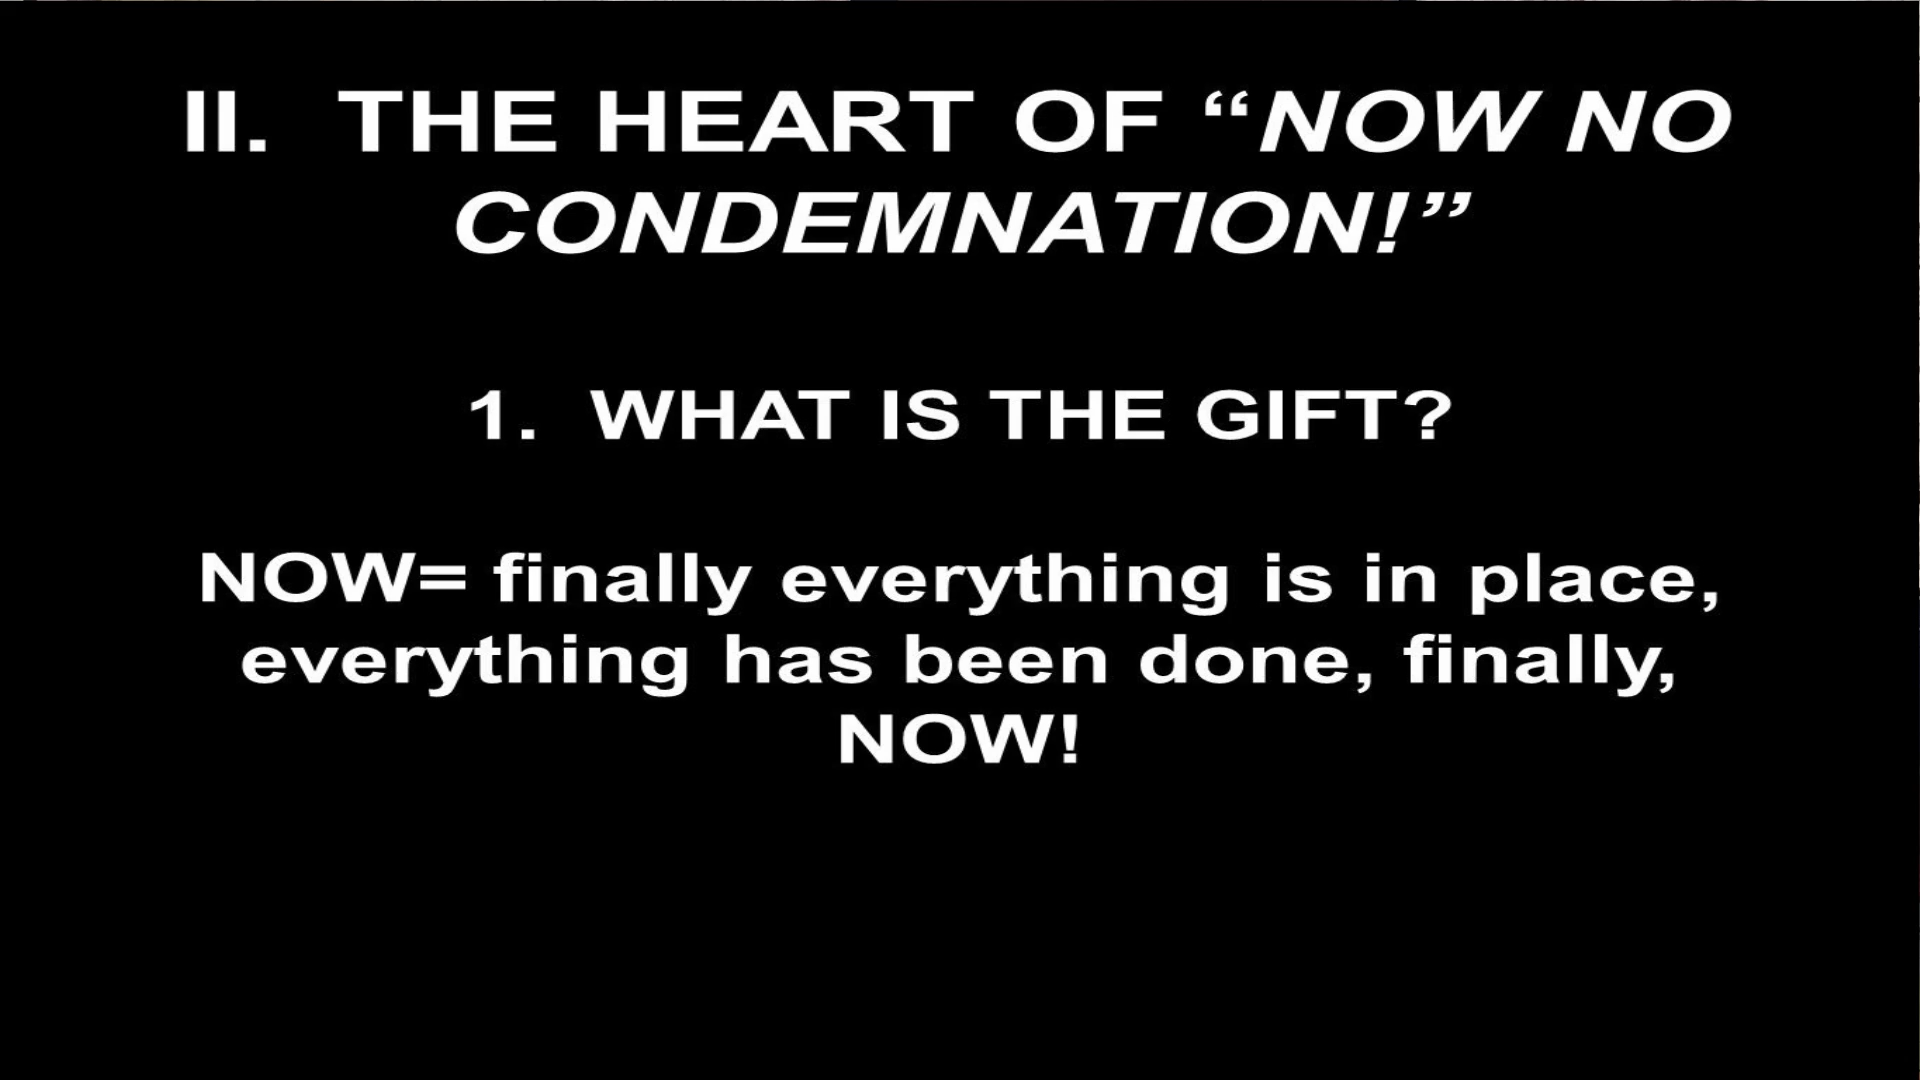 II.  THE HEART OF “NOW NO
CONDEMNATION!”
1.  WHAT IS THE GIFT?
NOW= finally everything is in place,
everything has been done, finally,
NOW!